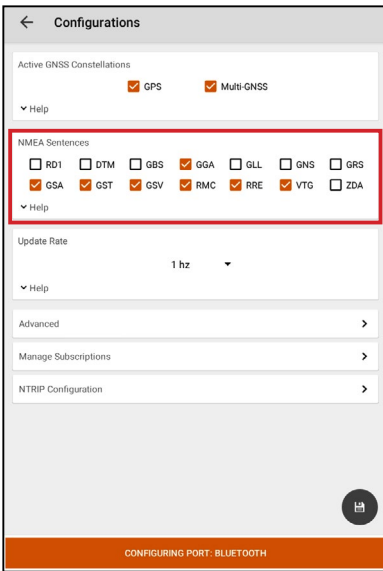 Configurations
Active GNSS Constellations
GPS Multi-GNSS
Help
NMEA Sentences
RD1 DTM GBS GGA GLL GNS GRS
GSA GST GSV RMC RRE VTG ZDA
Help
Update Rate
1 hz
Help
Advanced
Manage Subscriptions
NTRIP Configuration
CONFIGURING PORT: BLUETOOTH